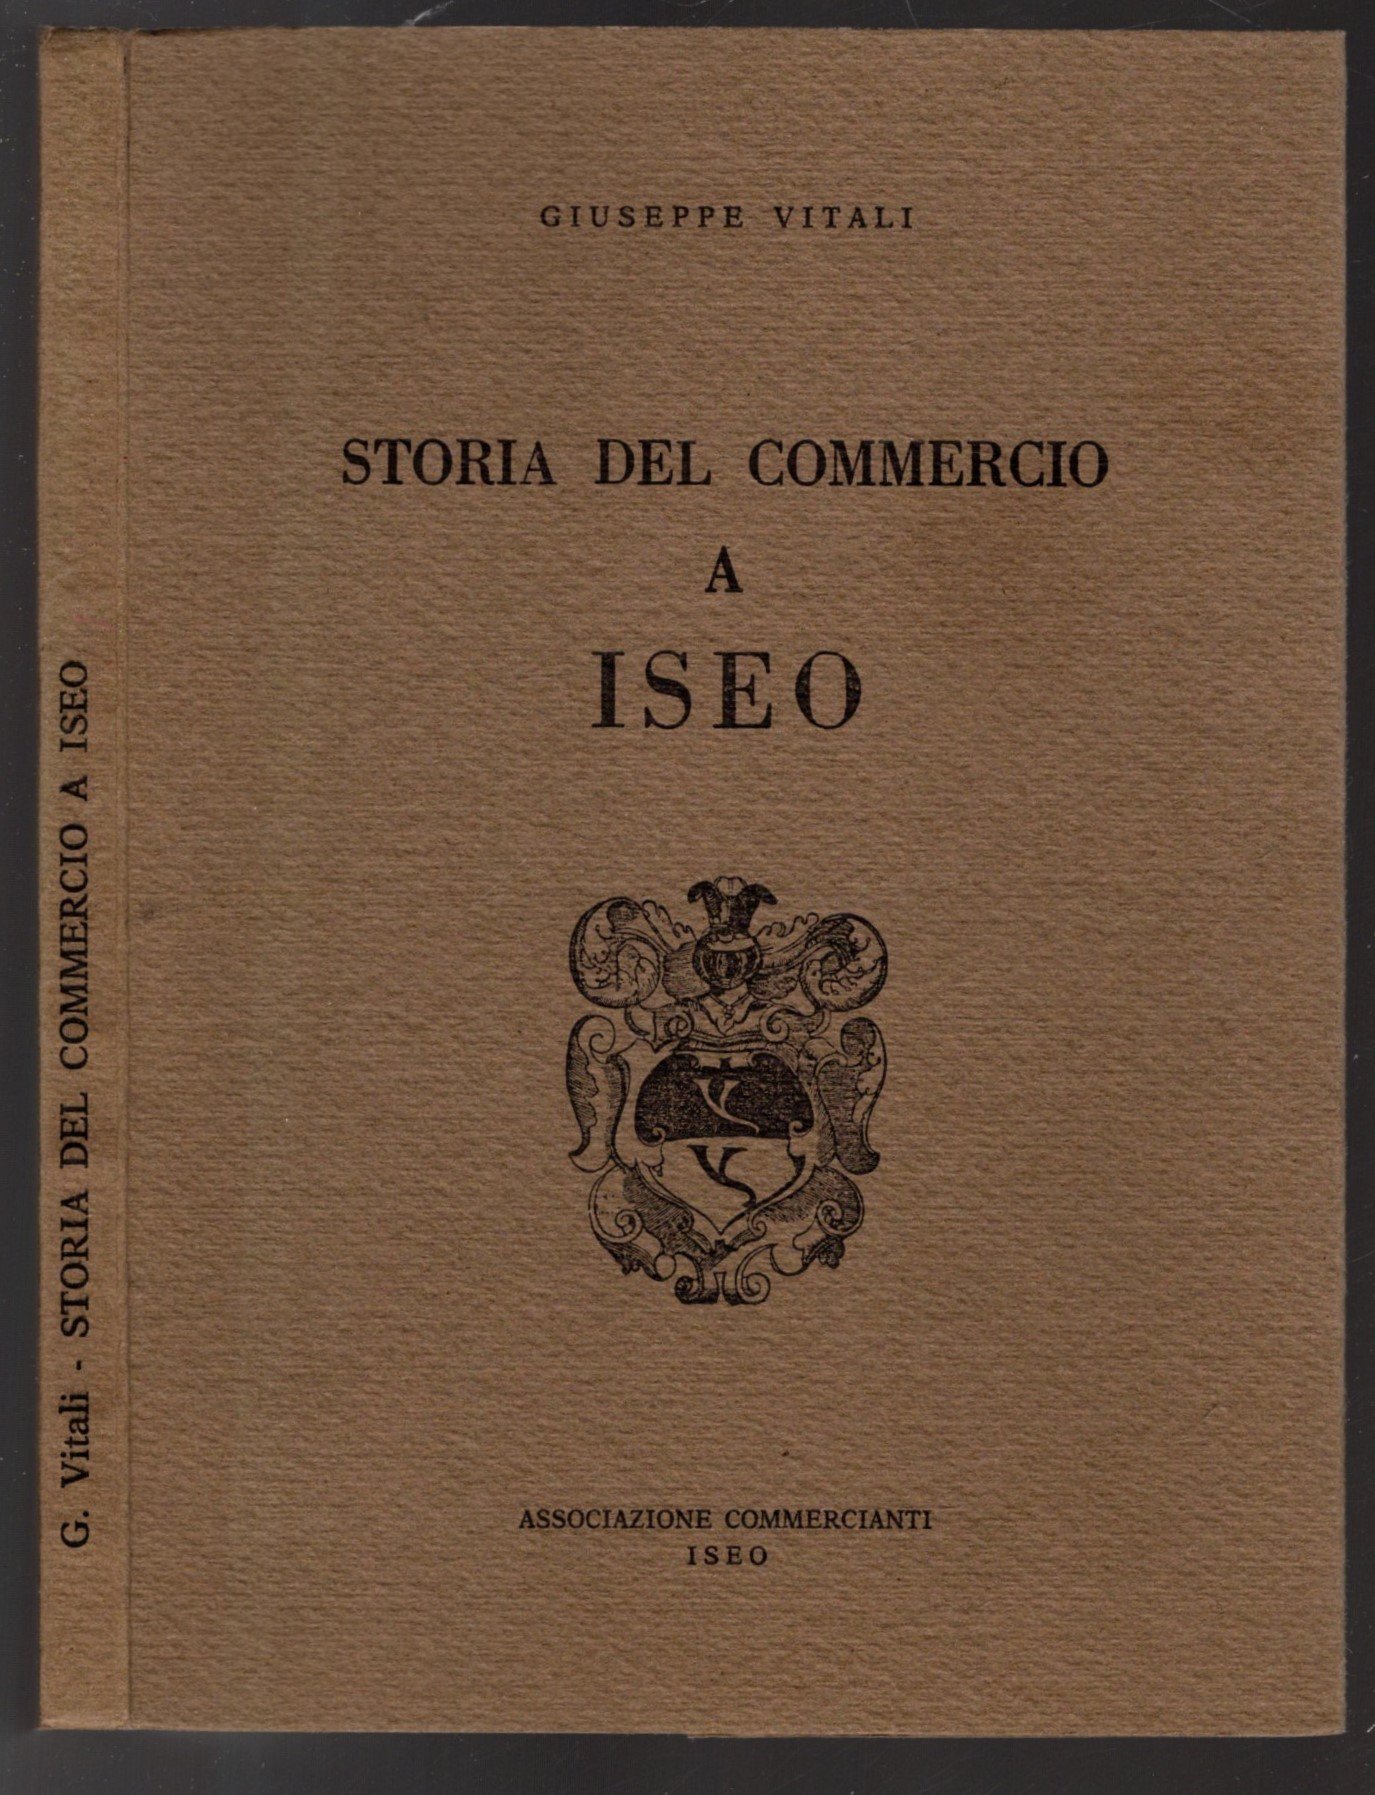 GIUSEPPE VITALI
STORIA DEL COMMERCIO
A
ISEO
ASSOCIAZIONE COMMERCIANTI
ISEO
G. Vitali - STORIA DEL COMMERCIO A ISEO